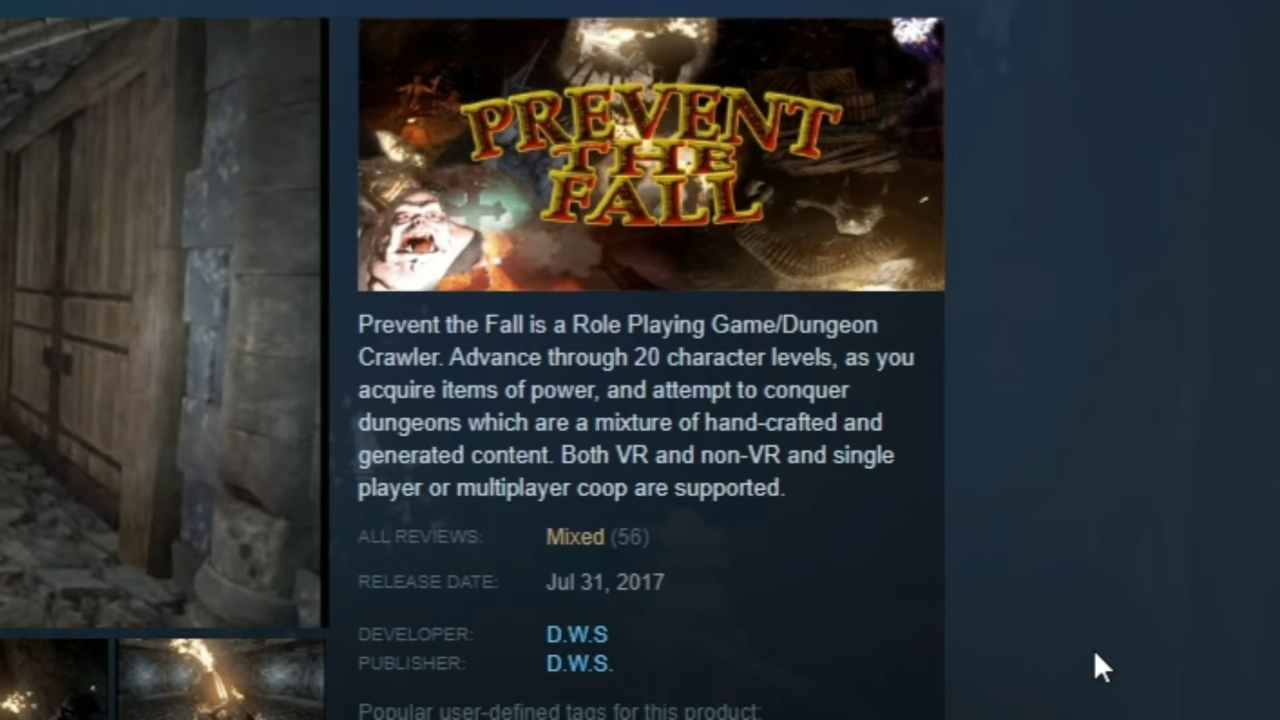 PREVENT
THE
FALL
Prevent the Fall is a Role Playing Game/Dungeon
Crawler. Advance through 20 character levels, as you
acquire items of power, and attempt to conquer
dungeons which are a mixture of hand-crafted and
generated content. Both VR and non-VR and single
player or multiplayer coop are supported.
ALL REVIEWS: Mixed (56)
RELEASE DATE: Jul 31, 2017
DEVELOPER: D.W.S
PUBLISHER: D.W.S.
Popular user-defined tags for this product: